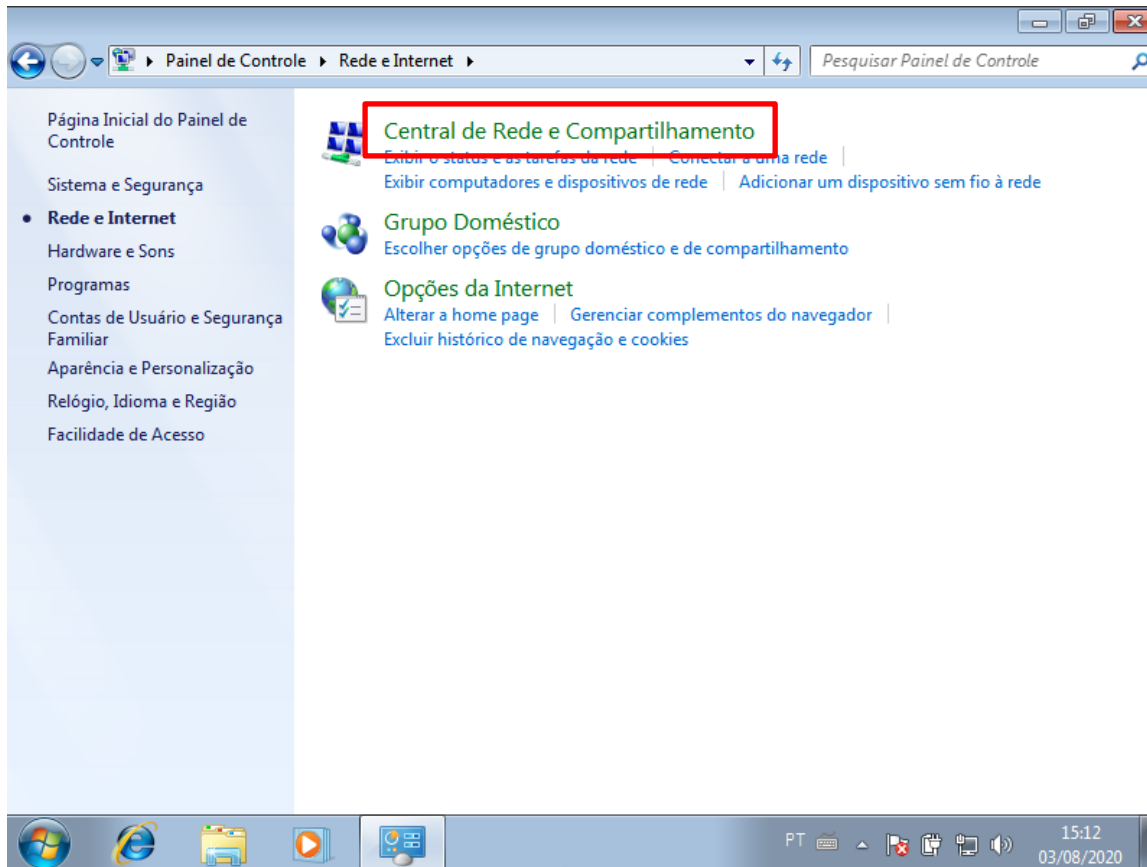 Painel de Controle Rede e Internet
Pesquisar Painel de Controle
Página Inicial do Painel de
Controle
Sistema e Segurança
Rede e Internet
Hardware e Sons
Programas
Contas de Usuário e Segurança
Familiar
Aparência e Personalização
Relógio, Idioma e Região
Facilidade de Acesso
Central de Rede e Compartilhamento
Exibir o status e as tarefas da rede Conectar a uma rede
Exibir computadores e dispositivos de rede Adicionar um dispositivo sem fio à rede
Grupo Doméstico
Escolher opções de grupo doméstico e de compartilhamento
Opções da Internet
Alterar a home page Gerenciar complementos do navegador
Excluir histórico de navegação e cookies
PT
15:12
03/08/2020